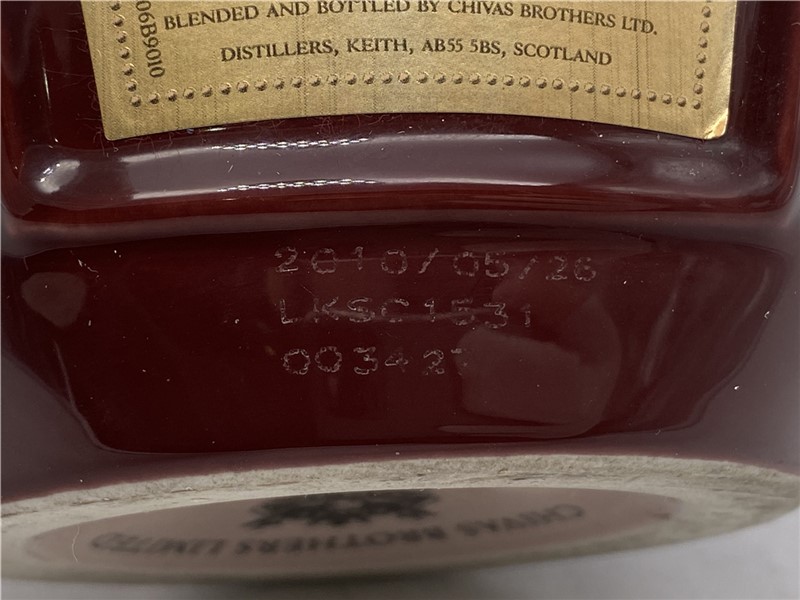 BLENDED AND BOTTLED BY CHIVAS BROTHERS LTD.
DISTILLERS, KEITH, AB55 5BS, SCOTLAND
06B9010
2010/05/26
LKSC1531
CHIVAS BROTHERS LIMITED